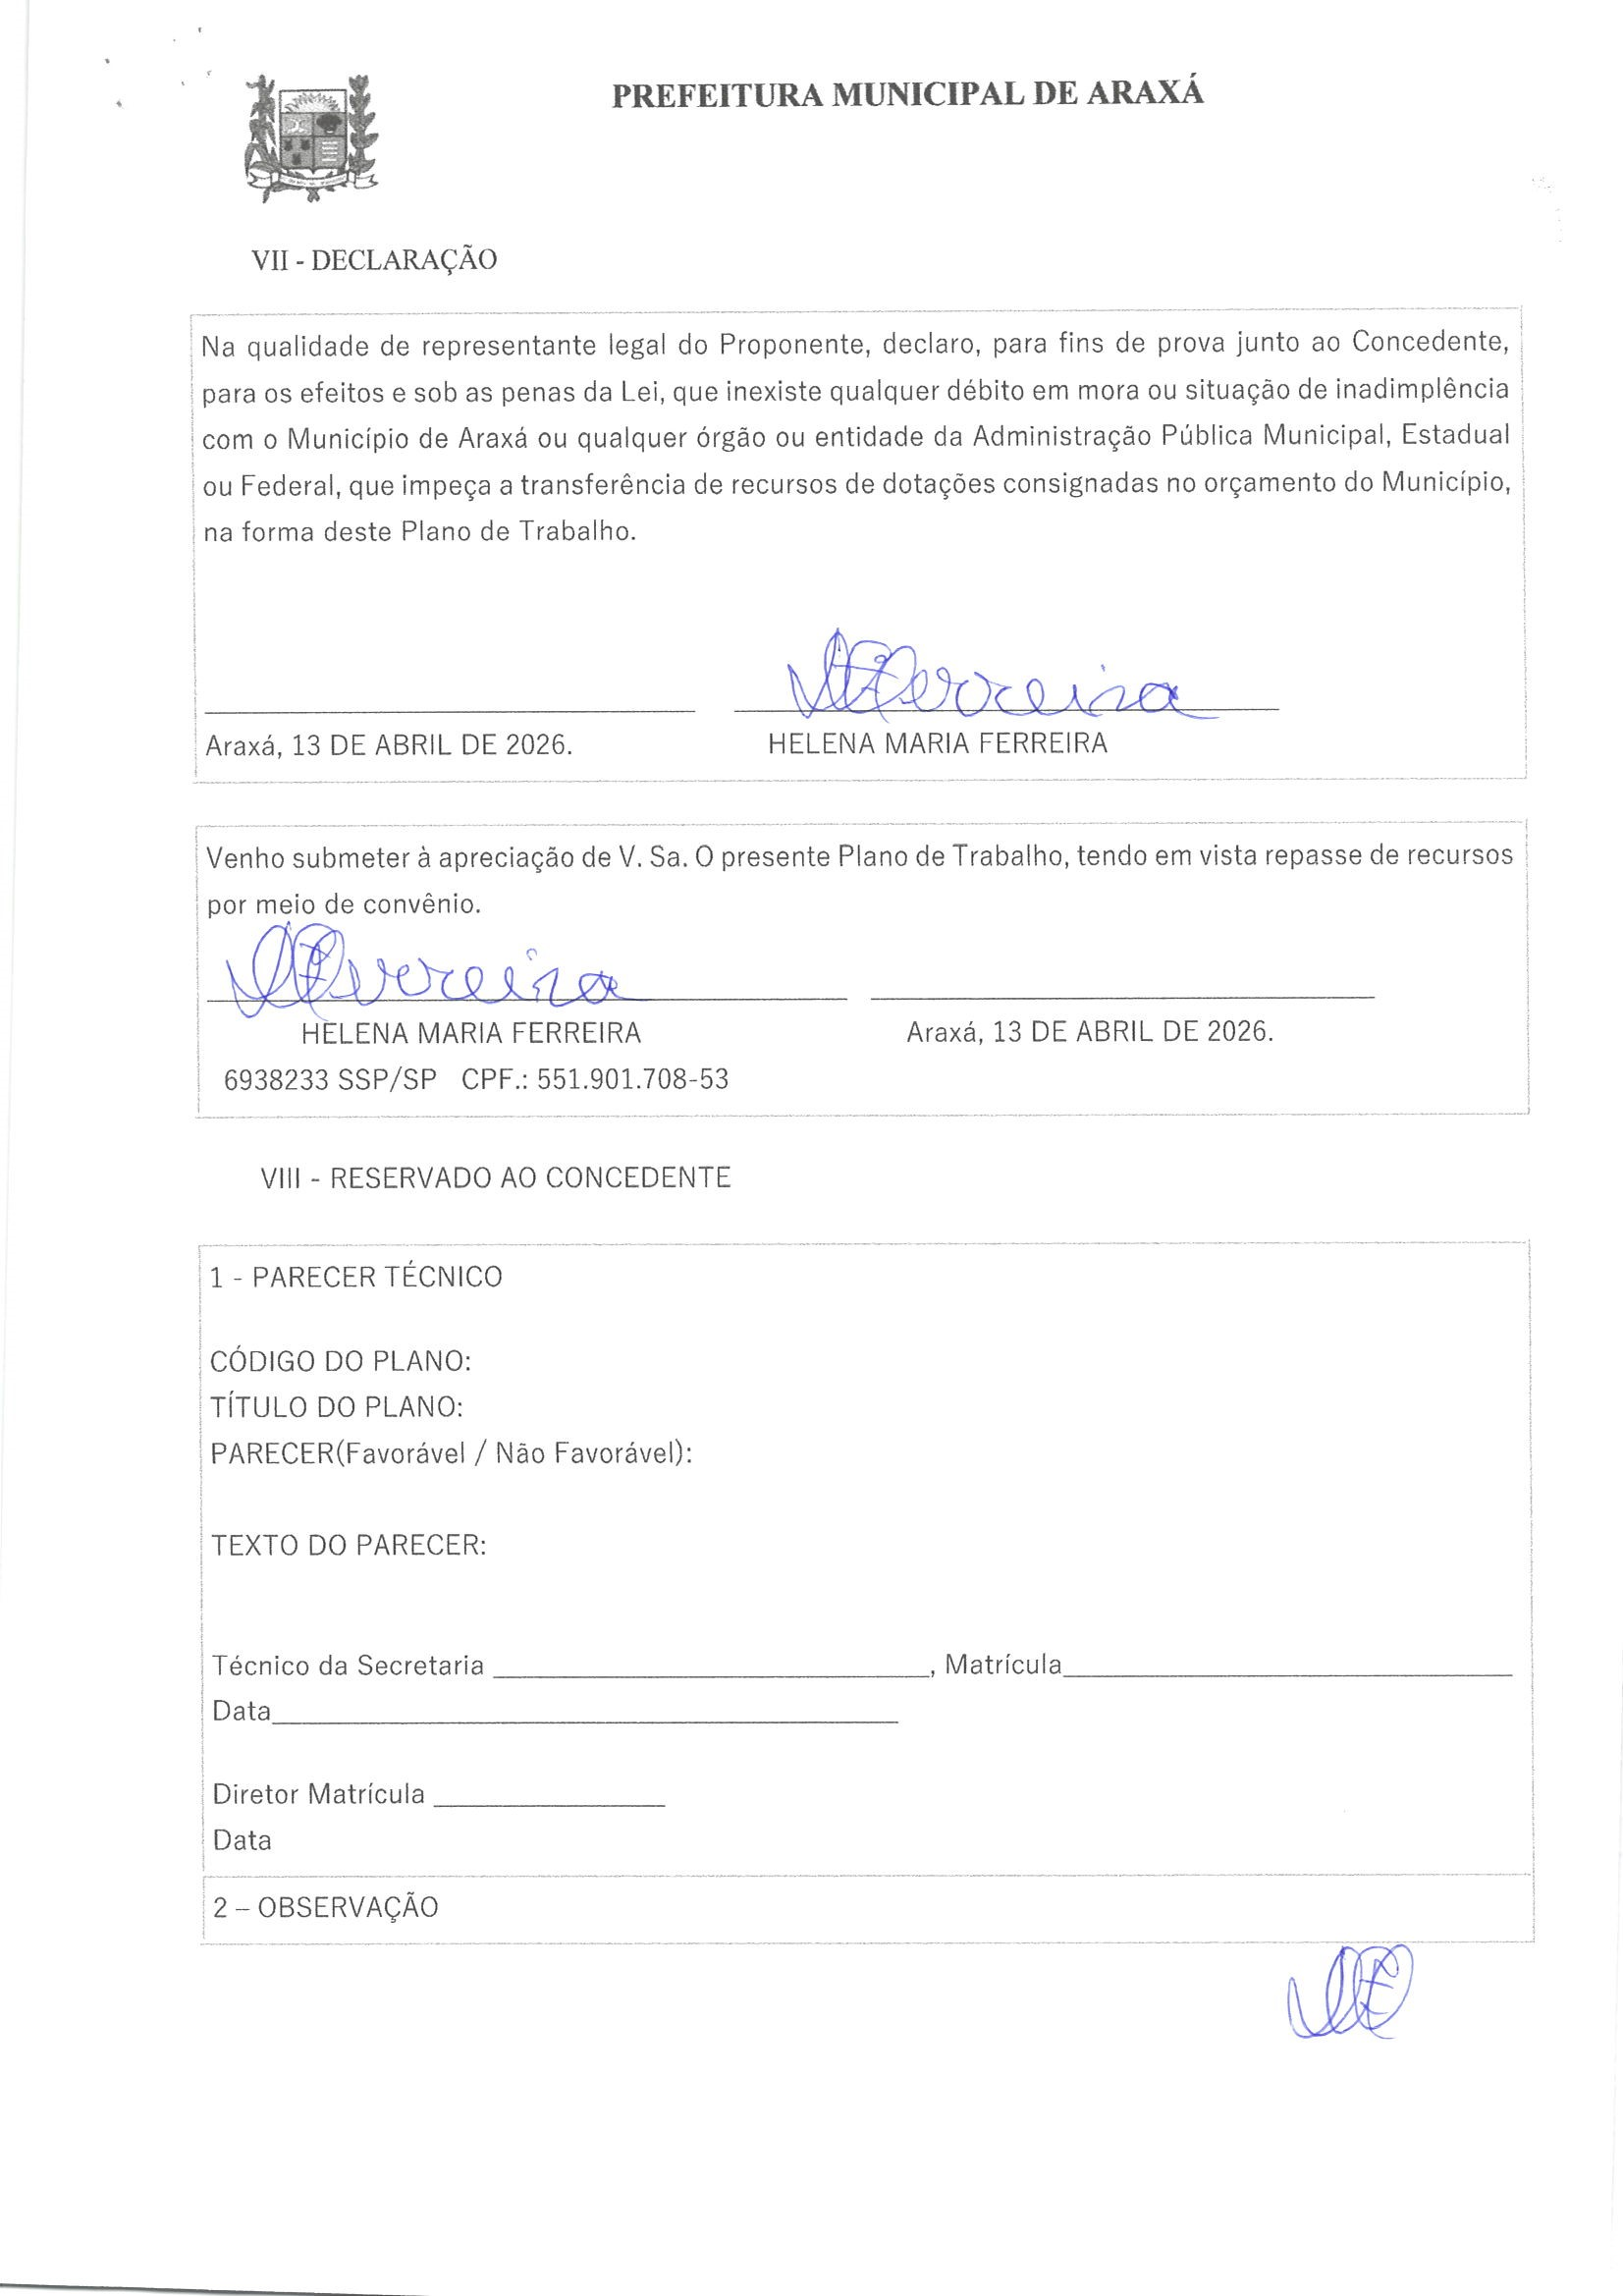 PREFEITURA MUNICIPAL DE ARAXÁ
VII - DECLARAÇÃO
Na qualidade de representante legal do Proponente, declaro, para fins de prova junto ao Concedente,
para os efeitos e sob as penas da Lei, que inexiste qualquer débito em mora ou situação de inadimplência
com o Município de Araxá ou qualquer órgão ou entidade da Administração Pública Municipal, Estadual
ou Federal, que impeça a transferência de recursos de dotações consignadas no orçamento do Município,
na forma deste Plano de Trabalho.
Ferreira
Araxá, 13 DE ABRIL DE 2026. HELENA MARIA FERREIRA
Venho submeter à apreciação de V. Sa. O presente Plano de Trabalho, tendo em vista repasse de recursos
por meio de convênio.
Ferreira
HELENA MARIA FERREIRA Araxá, 13 DE ABRIL DE 2026.
6938233 SSP/SP CPF.: 551.901.708-53
VIII - RESERVADO AO CONCEDENTE
1 - PARECER TÉCNICO
CÓDIGO DO PLANO:
TÍTULO DO PLANO:
PARECER(Favorável / Não Favorável):
TEXTO DO PARECER:
Técnico da Secretaria ____________________, Matrícula____________________
Data____________________
Diretor Matrícula ____________________
Data
2 – OBSERVAÇÃO